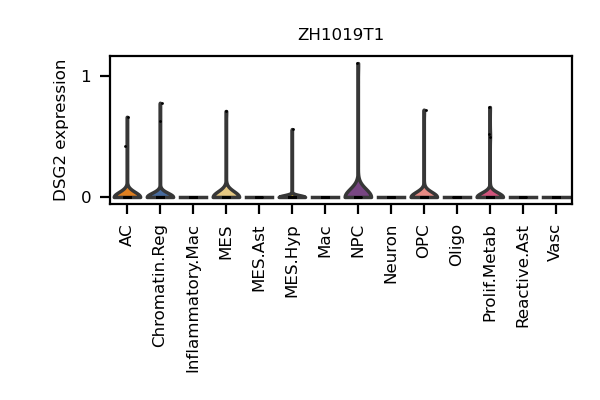 ZH1019T1
DSG2 expression
1
0
AC
Chromatin.Reg
Inflammatory.Mac
MES
MES.Ast
MES.Hyp
Mac
NPC
Neuron
OPC
Oligo
Prolif.Metab
Reactive.Ast
Vasc